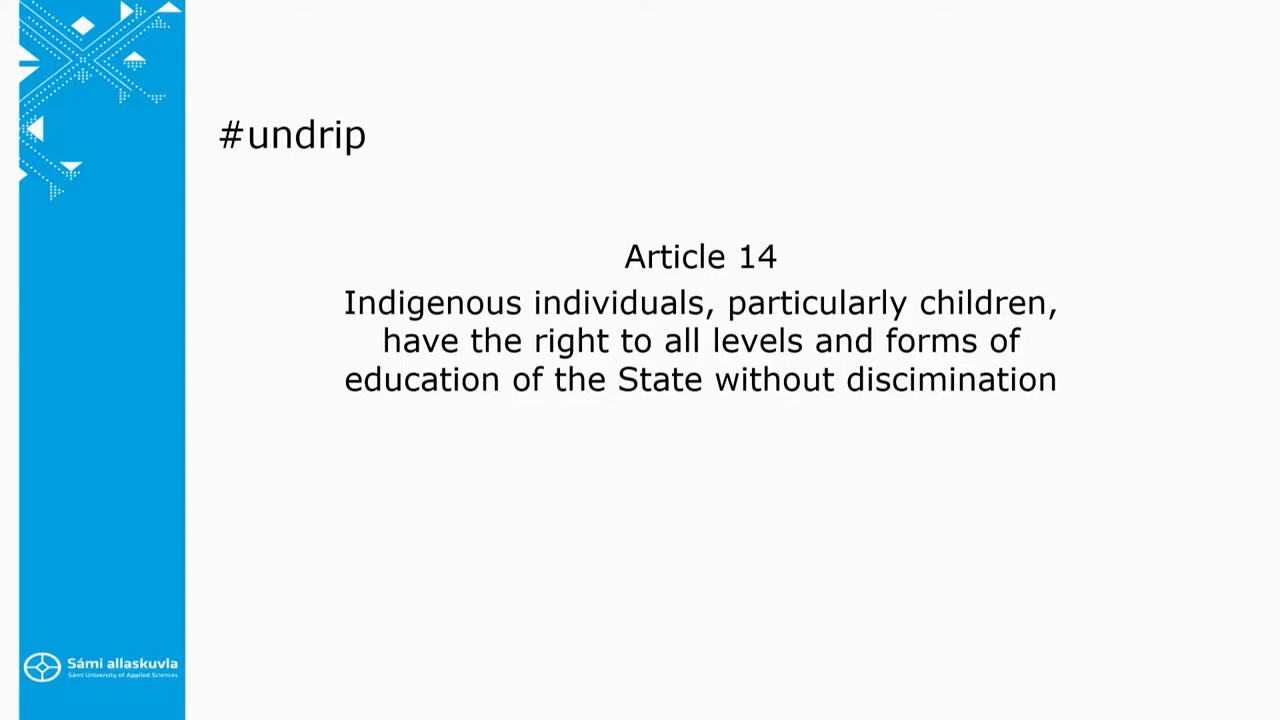 #undrip
Article 14
Indigenous individuals, particularly children,
have the right to all levels and forms of
education of the State without discimination
Sámi allaskuvla
Sámi University of Applied Sciences